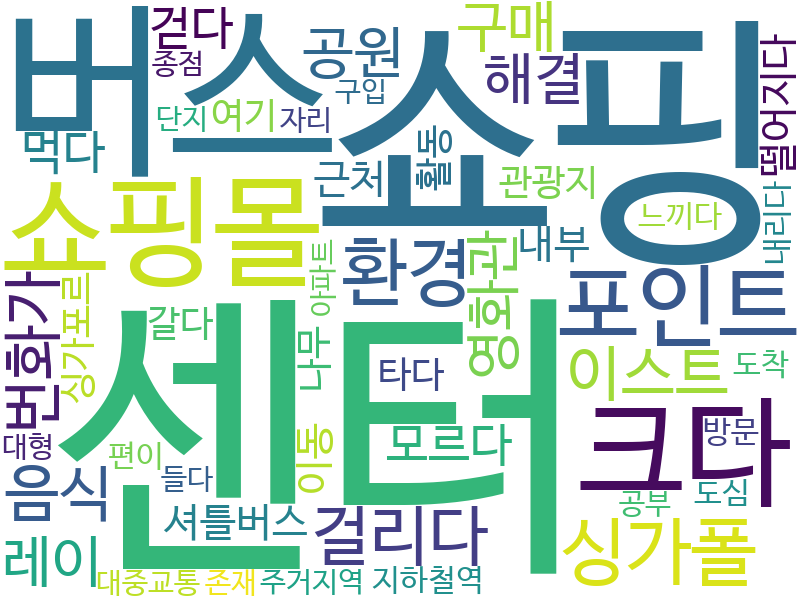 버스
쇼핑
걷다
종점
공원
구입
구매
해결
떨어지다
단지
여기
자리
먹다
근처
활동
관광지
느끼다
내리다
쇼핑몰
환경
영화관
내부
포인트
번화가
싱가포르
갈다
아파트
나무
타다
이스트
도착
센터
크다
대형
편이
이동
모르다
방문
음식
들다
셔틀버스
걸리다
공부
도심
싱가폴
레이
대중교통
존재
주거지역
지하철역